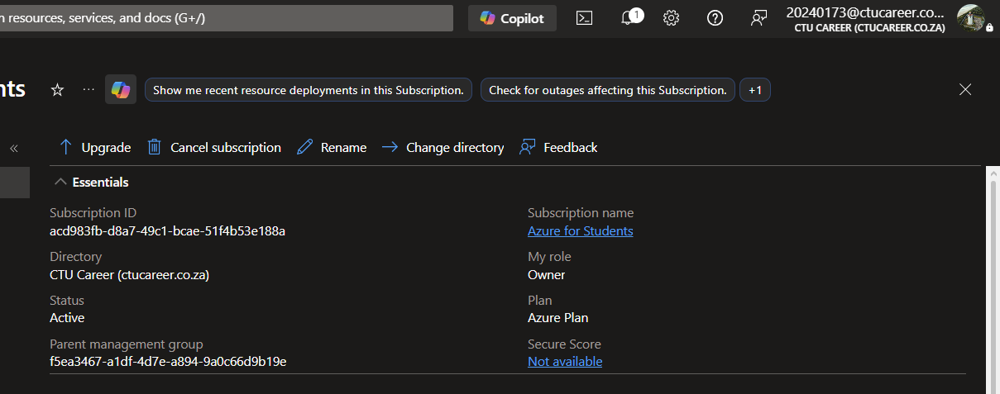 n resources, services, and docs (G+/)
Copilot
1
20240173@ctucareer.co...
CTU CAREER (CTUCAREER.CO.ZA)
nts
...
Show me recent resource deployments in this Subscription.
Check for outages affecting this Subscription.
+1
Upgrade
Cancel subscription
Rename
Change directory
Feedback
Essentials
Subscription ID
acd983fb-d8a7-49c1-bcae-51f4b53e188a
Directory
CTU Career (ctucareer.co.za)
Status
Active
Parent management group
f5ea3467-a1df-4d7e-a894-9a0c66d9b19e
Subscription name
Azure for Students
My role
Owner
Plan
Azure Plan
Secure Score
Not available